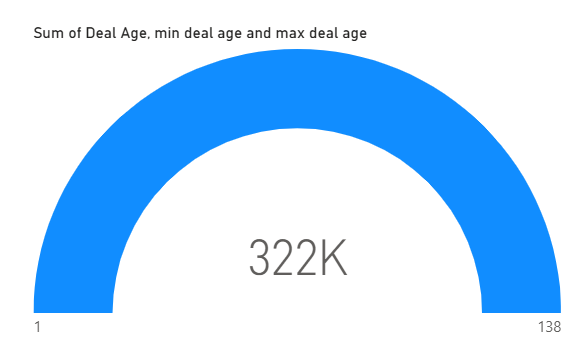 Sum of Deal Age, min deal age and max deal age
322K
1
138